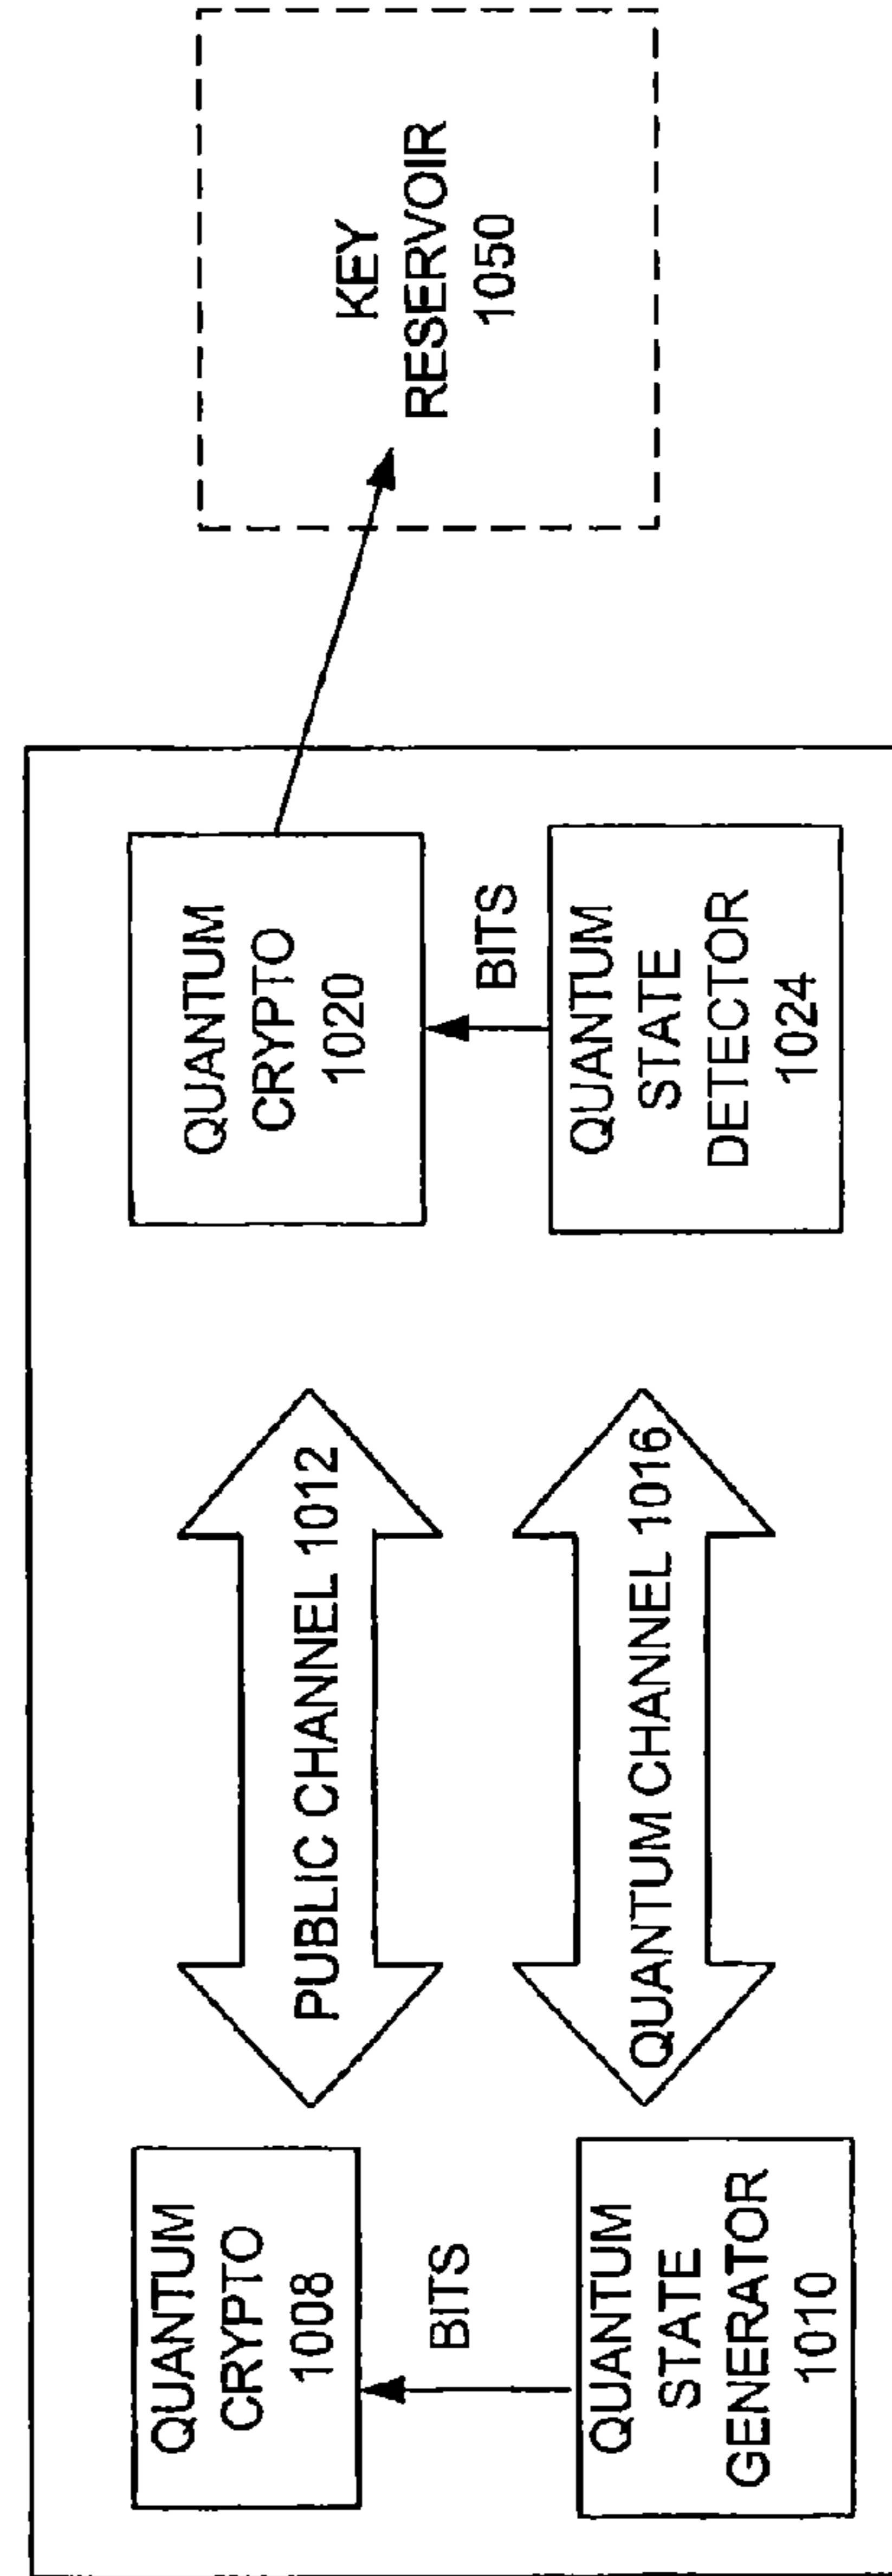 QUANTUM
CRYPTO
1008
BITS
QUANTUM
STATE
GENERATOR
1010
PUBLIC CHANNEL 1012
QUANTUM CHANNEL 1016
QUANTUM
CRYPTO
1020
BITS
QUANTUM
STATE
DETECTOR
1024
KEY
RESERVOIR
1050